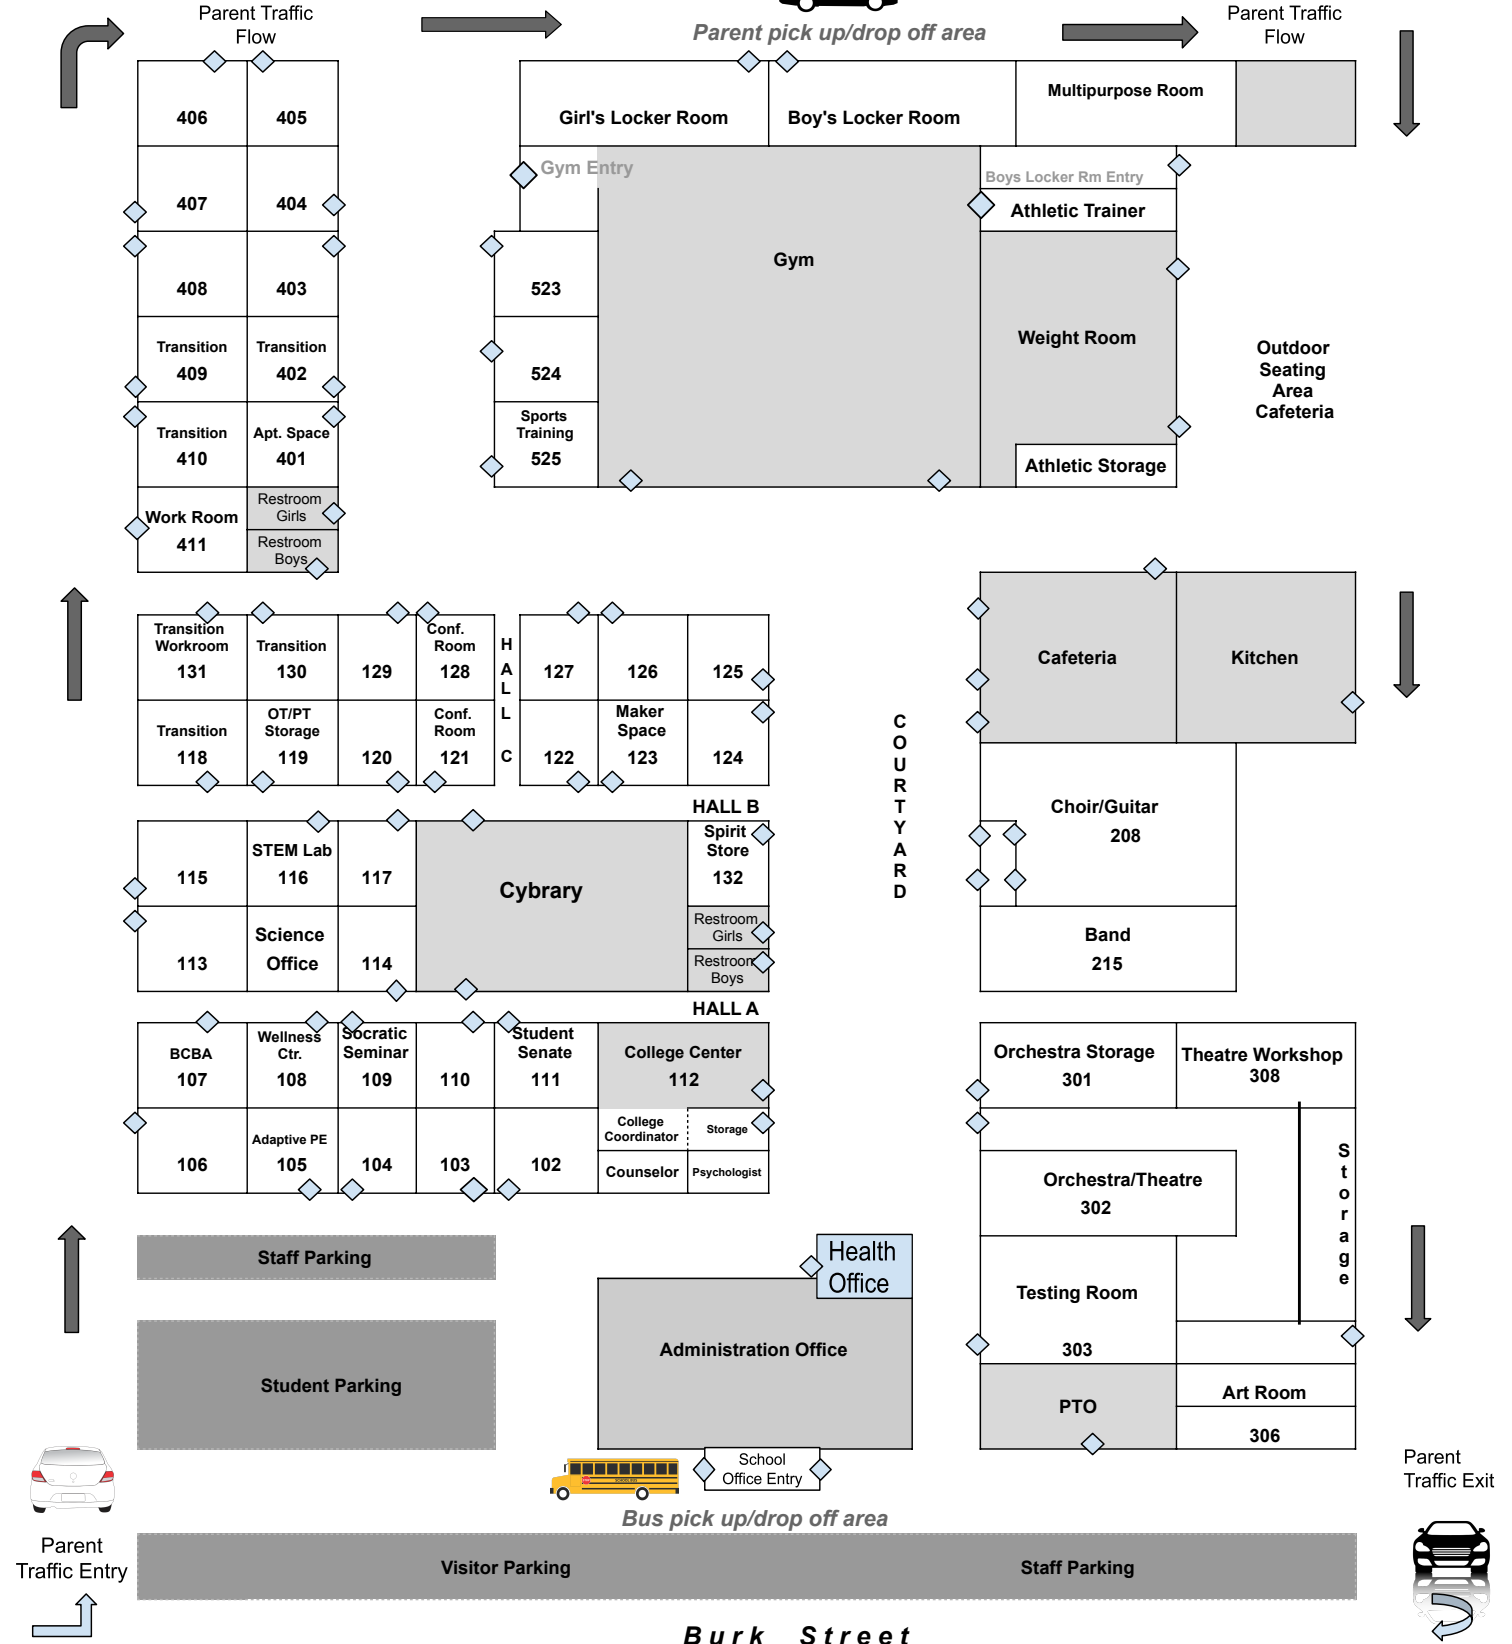 Parent Traffic
Flow
Parent pick up/drop off area
Parent Traffic
Flow
406
405
407
404
408
403
Transition
409
Transition
402
Transition
410
Apt. Space
401
Work Room
411
Restroom
Girls
Restroom
Boys
Girl's Locker Room
Boy's Locker Room
Multipurpose Room
Gym Entry
Boys Locker Rm Entry
Athletic Trainer
Gym
523
524
Sports
Training
525
Weight Room
Athletic Storage
Outdoor
Seating
Area
Cafeteria
Transition
Workroom
131
Transition
130
129
Conf.
Room
128
HALL C
127
126
125
Transition
118
OT/PT
Storage
119
120
Conf.
Room
121
122
Maker
Space
123
124
HALL B
COURTYARD
Cafeteria
Kitchen
Choir/Guitar
208
Band
215
115
STEM Lab
116
117
Cybrary
Spirit
Store
132
113
Science
Office
114
Restroom
Girls
Restroom
Boys
HALL A
BCBA
107
Wellness
Ctr.
108
Socratic
Seminar
109
110
Student
Senate
111
College Center
112
106
Adaptive PE
105
104
103
102
College
Coordinator
Storage
Counselor
Psychologist
Orchestra Storage
301
Theatre Workshop
308
Orchestra/Theatre
302
Storage
Testing Room
303
PTO
Art Room
306
Staff Parking
Student Parking
Health
Office
Administration Office
School
Office Entry
Bus pick up/drop off area
Parent
Traffic Entry
Parent
Traffic Exit
Visitor Parking
Staff Parking
Burk Street